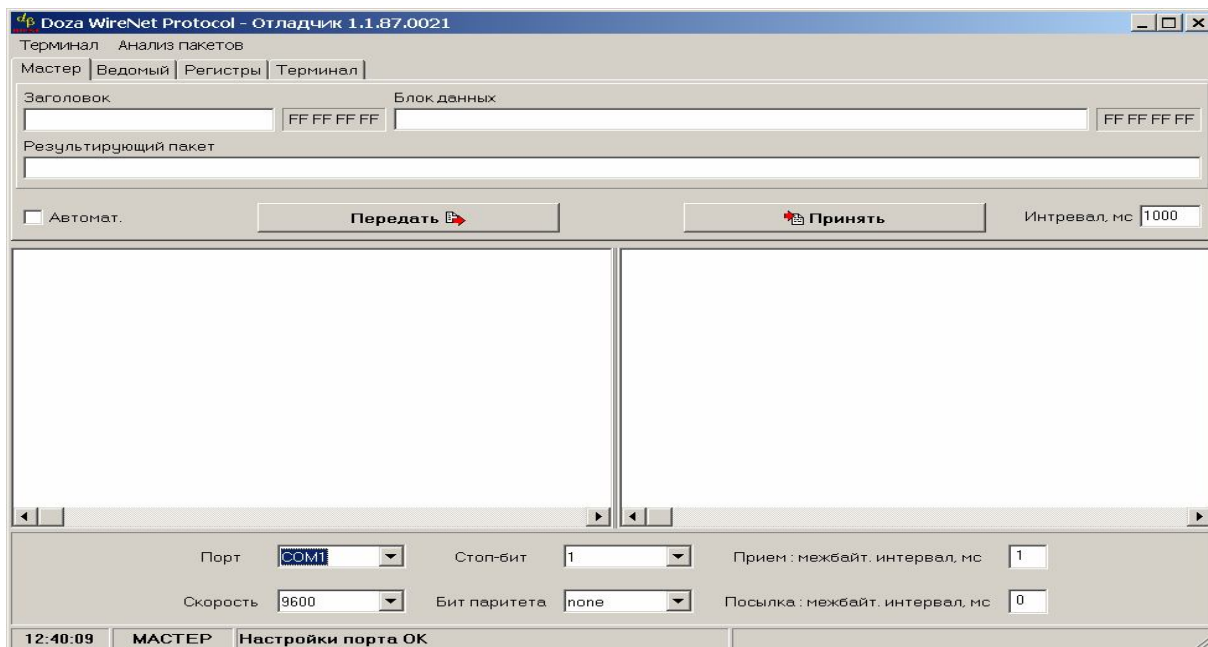 Doza WireNet Protocol - Отладчик 1.1.87.0021
Терминал Анализ пакетов
Мастер Ведомый Регистры Терминал
Заголовок Блок данных
FF FF FF FF FF FF FF FF
Результирующий пакет
Автомат. Передать Принять Интревал, мс 1000
Порт COM1 Стоп-бит 1 Прием : межбайт. интервал, мс 1
Скорость 9600 Бит паритета none Посылка : межбайт. интервал, мс 0
12:40:09 МАСТЕР Настройки порта OK